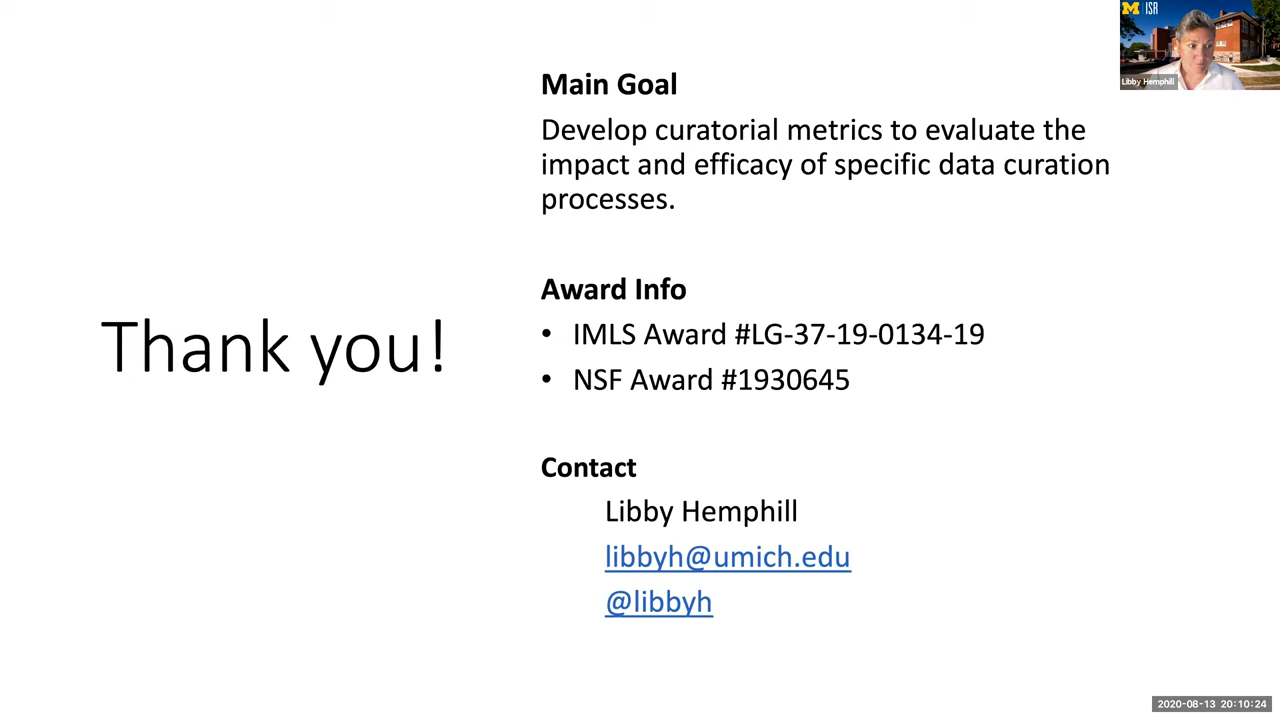 Thank you!
Main Goal
Develop curatorial metrics to evaluate the
impact and efficacy of specific data curation
processes.
Award Info
• IMLS Award #LG-37-19-0134-19
• NSF Award #1930645
Contact
Libby Hemphill
libbyh@umich.edu
@libbyh
M ISR
Libby Hemphill
2020-08-13 20:10:24